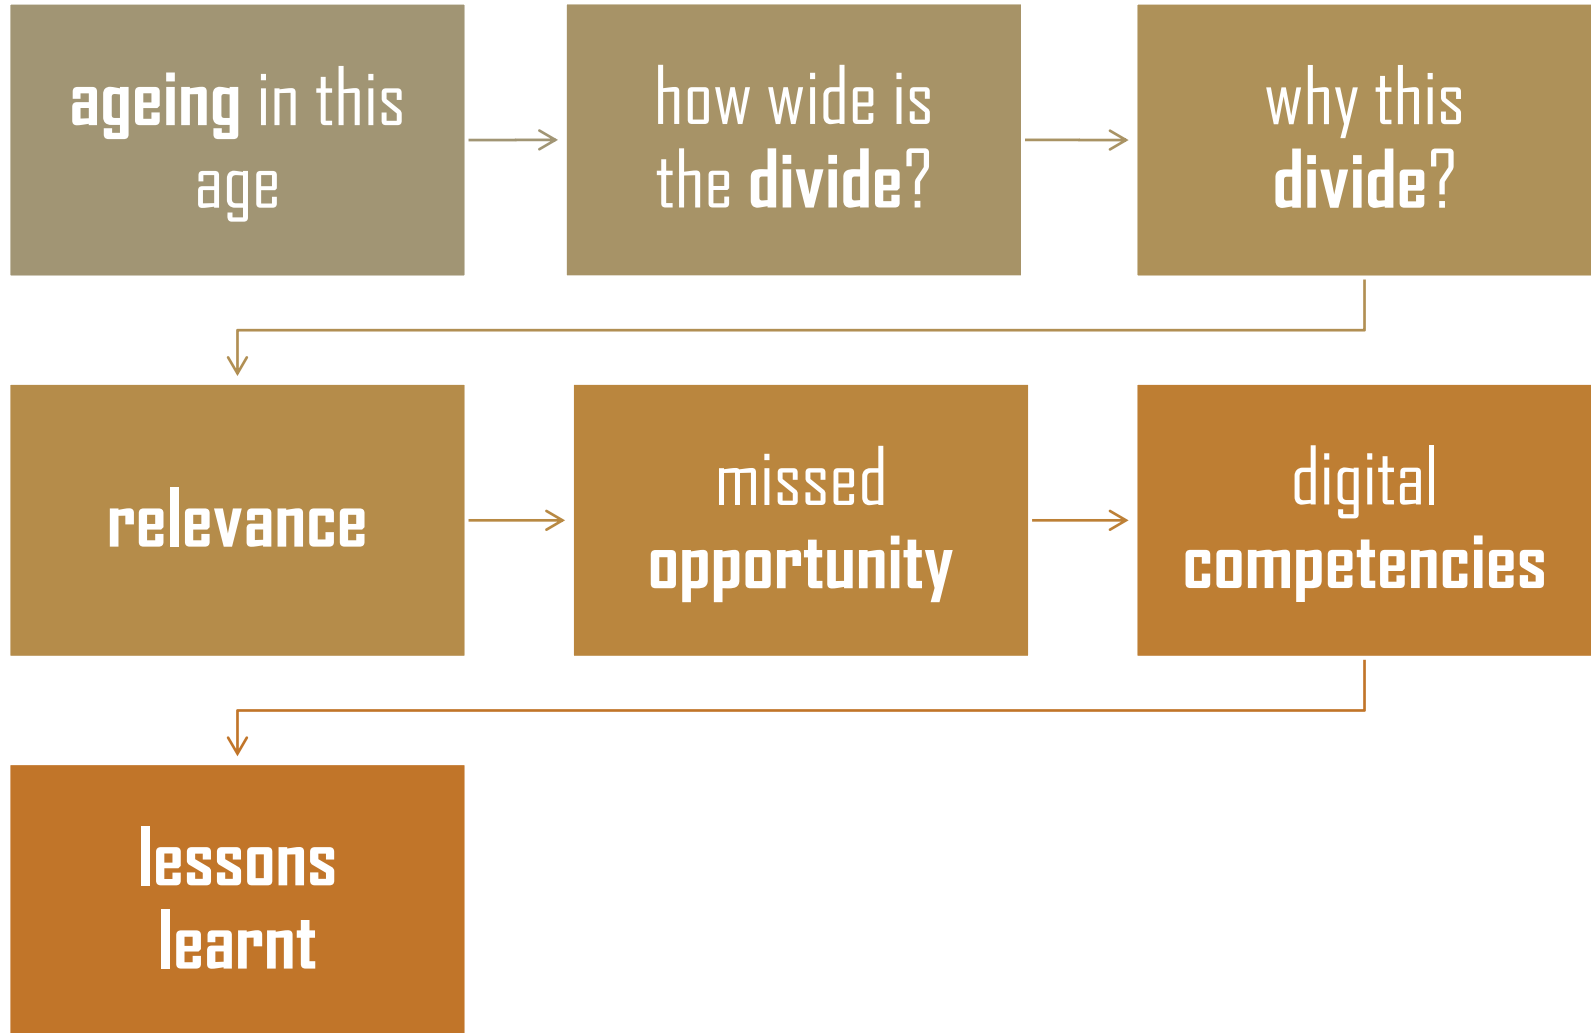 ageing in this
age
how wide is
the divide?
why this
divide?
relevance
missed
opportunity
digital
competencies
lessons
learnt